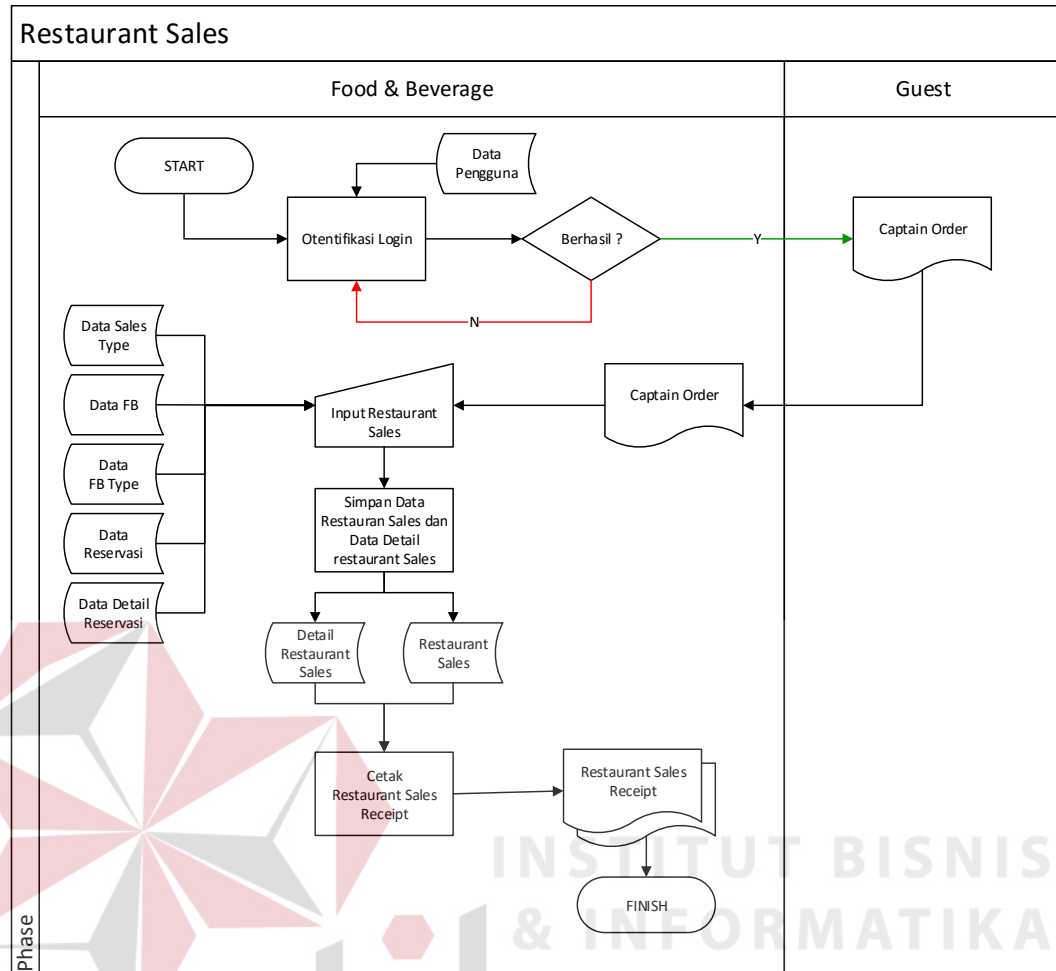 Restaurant Sales
Food & Beverage
Guest
START
Data
Pengguna
Otentifikasi Login
Berhasil ?
Y
Captain Order
N
Data Sales
Type
Data FB
Data
FB Type
Data
Reservasi
Data Detail
Reservasi
Input Restaurant
Sales
Captain Order
Simpan Data
Restauran Sales dan
Data Detail
restaurant Sales
Detail
Restaurant
Sales
Restaurant
Sales
Cetak
Restaurant Sales
Receipt
Restaurant Sales
Receipt
FINISH
Phase
INSTITUT BISNIS
& INFORMATIKA